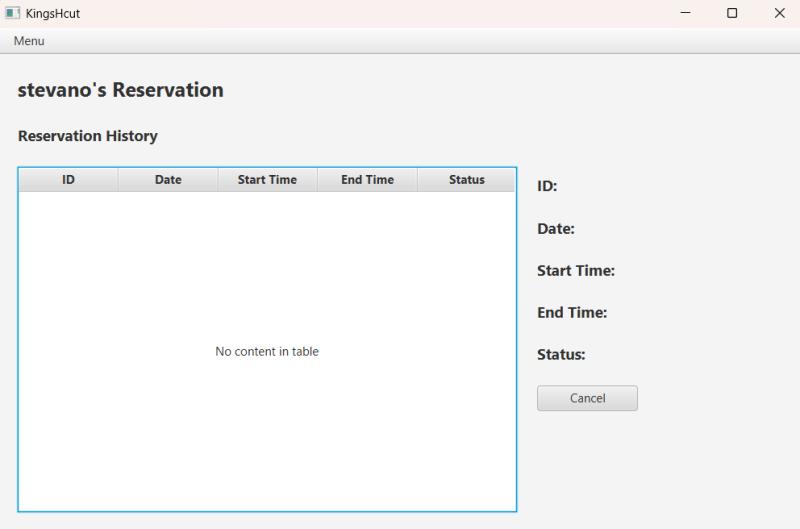 KingsHcut
Menu
stevano's Reservation
Reservation History
ID Date Start Time End Time Status
No content in table
ID:
Date:
Start Time:
End Time:
Status:
Cancel